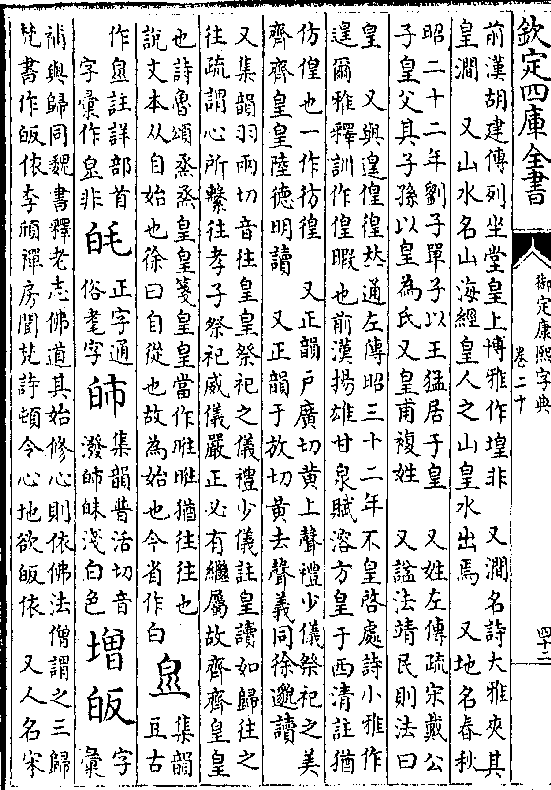 欽定四庫全書
御定康熙字典
卷二十
四十二
前漢胡建傳列坐堂皇上博雅作堭非 又澗名詩大雅夾其
皇澗 又山水名山海經皇人之山皇水出焉 又地名春秋
昭二十二年劉子單子以王猛居于皇 又姓左傳疏宋戴公
子皇父其子孫以皇為氏又皇甫複姓 又諡法靖民則法曰
皇 又與遑偟徨𠀤通左傳昭三十二年不皇啓處詩小雅作
遑爾雅釋訓作偟暇也前漢揚雄甘泉賦溶方皇于西清註猶
仿偟也一作彷徨 又正韻戸廣切黄上聲禮少儀祭祀之美
齊齊皇皇陸德明讀 又正韻于放切黄去聲義同徐邈讀
又集韻羽兩切音往皇皇祭祀之儀禮少儀註皇讀如歸往之
往疏謂心所繫往孝子祭祀威儀嚴正必有繼屬故齊齊皇皇
也詩魯頌烝烝皇皇箋皇皇當作暀暀猶往往也
說文本从自始也徐曰自從也故為始也今省作白
集韻豆古
作 註詳部首
字彙作 非
正字通
俗耄字
集韻普活切音
潑 淺白色
增皈 字彙
補與歸同魏書釋老志佛道其始修心則依佛法僧謂之三歸
梵書作皈依李頎禪房聞梵詩頓令心地欲皈依 又人名宋